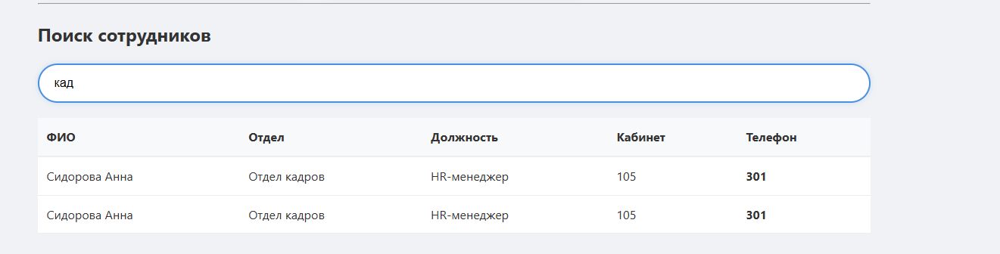 Поиск сотрудников
кад
ФИО Отдел Должность Кабинет Телефон
Сидорова Анна Отдел кадров HR-менеджер 105 301
Сидорова Анна Отдел кадров HR-менеджер 105 301